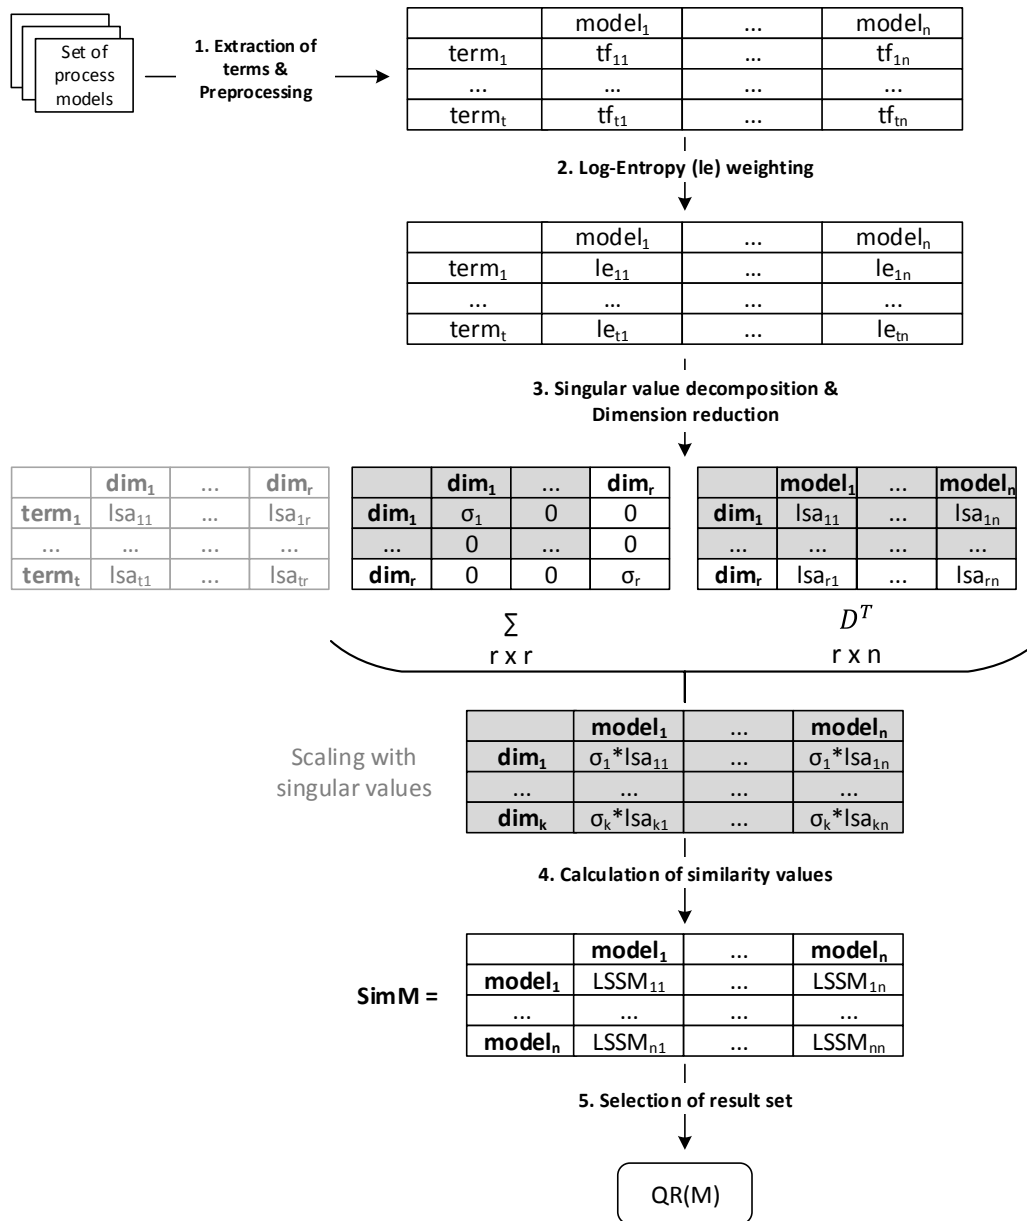 Set of
process
models
1. Extraction of
terms &
Preprocessing
model₁ ... modelₙ
term₁ tf₁₁ ... tf₁ₙ
... ... ... ...
termₜ tfₜ₁ ... tfₜₙ
2. Log-Entropy (le) weighting
model₁ ... modelₙ
term₁ le₁₁ ... le₁ₙ
... ... ... ...
termₜ leₜ₁ ... leₜₙ
3. Singular value decomposition &
Dimension reduction
dim₁ ... dimᵣ
term₁ lsa₁₁ ... lsa₁ᵣ
... ... ... ...
termₜ lsaₜ₁ ... lsaₜᵣ
dim₁ ... dimᵣ
dim₁ σ₁ 0 0
... 0 ... 0
dimᵣ 0 0 σᵣ
∑
r x r
model₁ ... modelₙ
dim₁ lsa₁₁ ... lsa₁ₙ
... ... ... ...
dimᵣ lsaᵣ₁ ... lsaᵣₙ
Dᵀ
r x n
Scaling with
singular values
model₁ ... modelₙ
dim₁ σ₁*lsa₁₁ ... σ₁*lsa₁ₙ
... ... ... ...
dimₖ σₖ*lsaₖ₁ ... σₖ*lsaₖₙ
4. Calculation of similarity values
SimM =
model₁ ... modelₙ
model₁ LSSM₁₁ ... LSSM₁ₙ
... ... ... ...
modelₙ LSSMₙ₁ ... LSSMₙₙ
5. Selection of result set
QR(M)